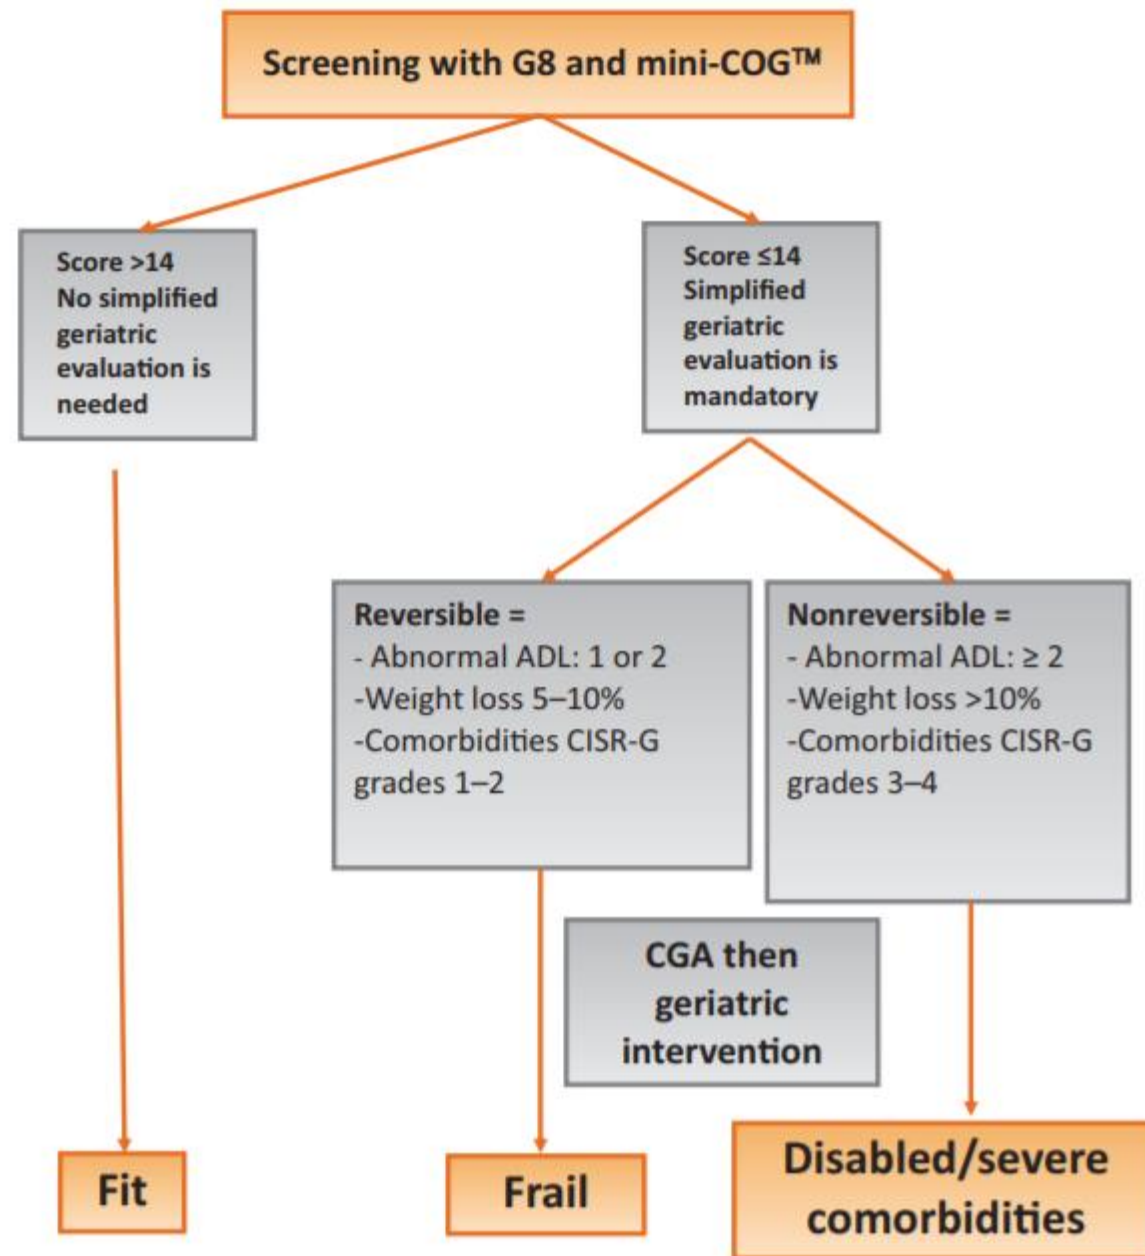 Screening with G8 and mini-COG™
Score >14
No simplified
geriatric
evaluation is
needed
Score ≤14
Simplified
geriatric
evaluation is
mandatory
Reversible =
- Abnormal ADL: 1 or 2
-Weight loss 5–10%
-Comorbidities CISR-G
grades 1–2
Nonreversible =
- Abnormal ADL: ≥ 2
-Weight loss >10%
-Comorbidities CISR-G
grades 3–4
CGA then
geriatric
intervention
Fit
Frail
Disabled/severe
comorbidities